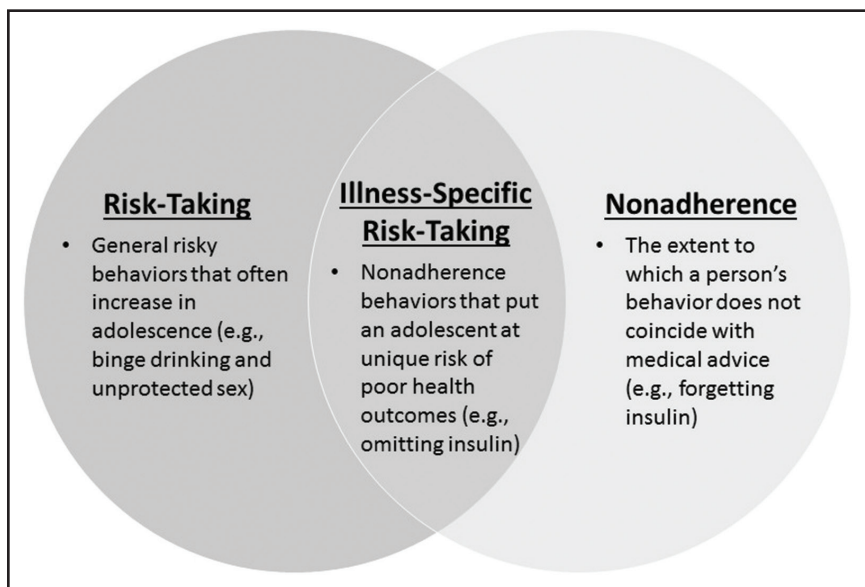 Risk-Taking
• General risky
behaviors that often
increase in
adolescence (e.g.,
binge drinking and
unprotected sex)
Illness-Specific
Risk-Taking
• Nonadherence
behaviors that put
an adolescent at
unique risk of
poor health
outcomes (e.g.,
omitting insulin)
Nonadherence
• The extent to
which a person's
behavior does not
coincide with
medical advice
(e.g., forgetting
insulin)